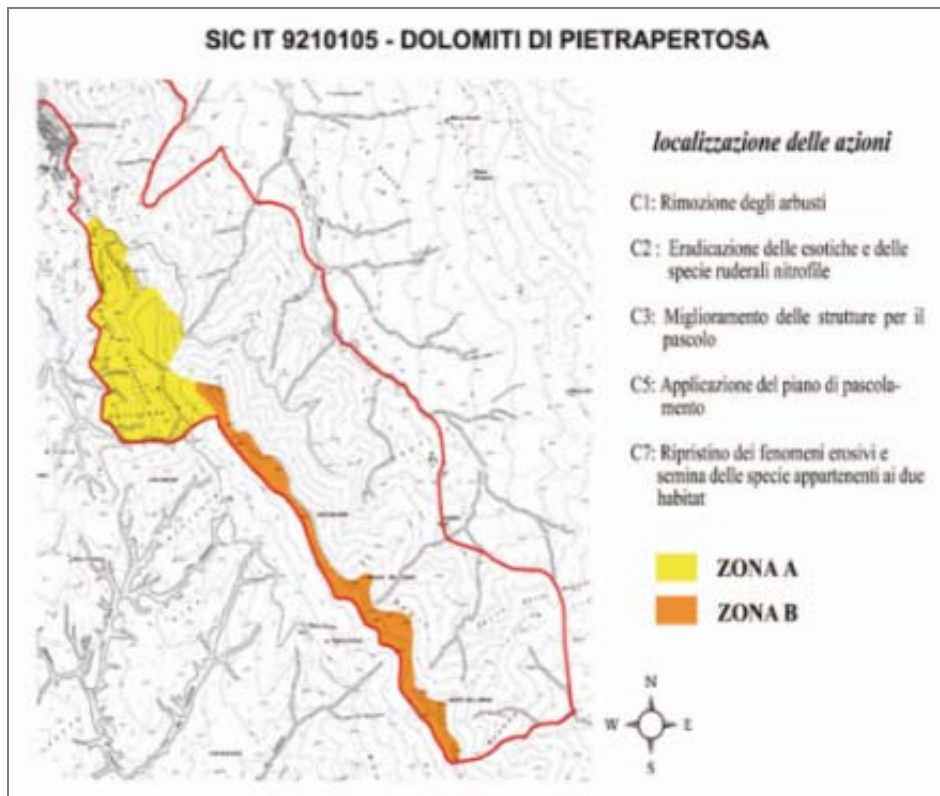 SIC IT 9210105 - DOLOMITI DI PIETRAPERTOSA
localizzazione delle azioni
C1: Rimozione degli arbusti
C2 : Eradicazione delle esotiche e delle
specie ruderali nitrofile
C3: Miglioramento delle strutture per il
pascolo
C5: Applicazione del piano di pascola-
mento
C7: Ripristino dei fenomeni erosivi e
semina delle specie appartenenti ai due
habitat
ZONA A
ZONA B
N
W E
S